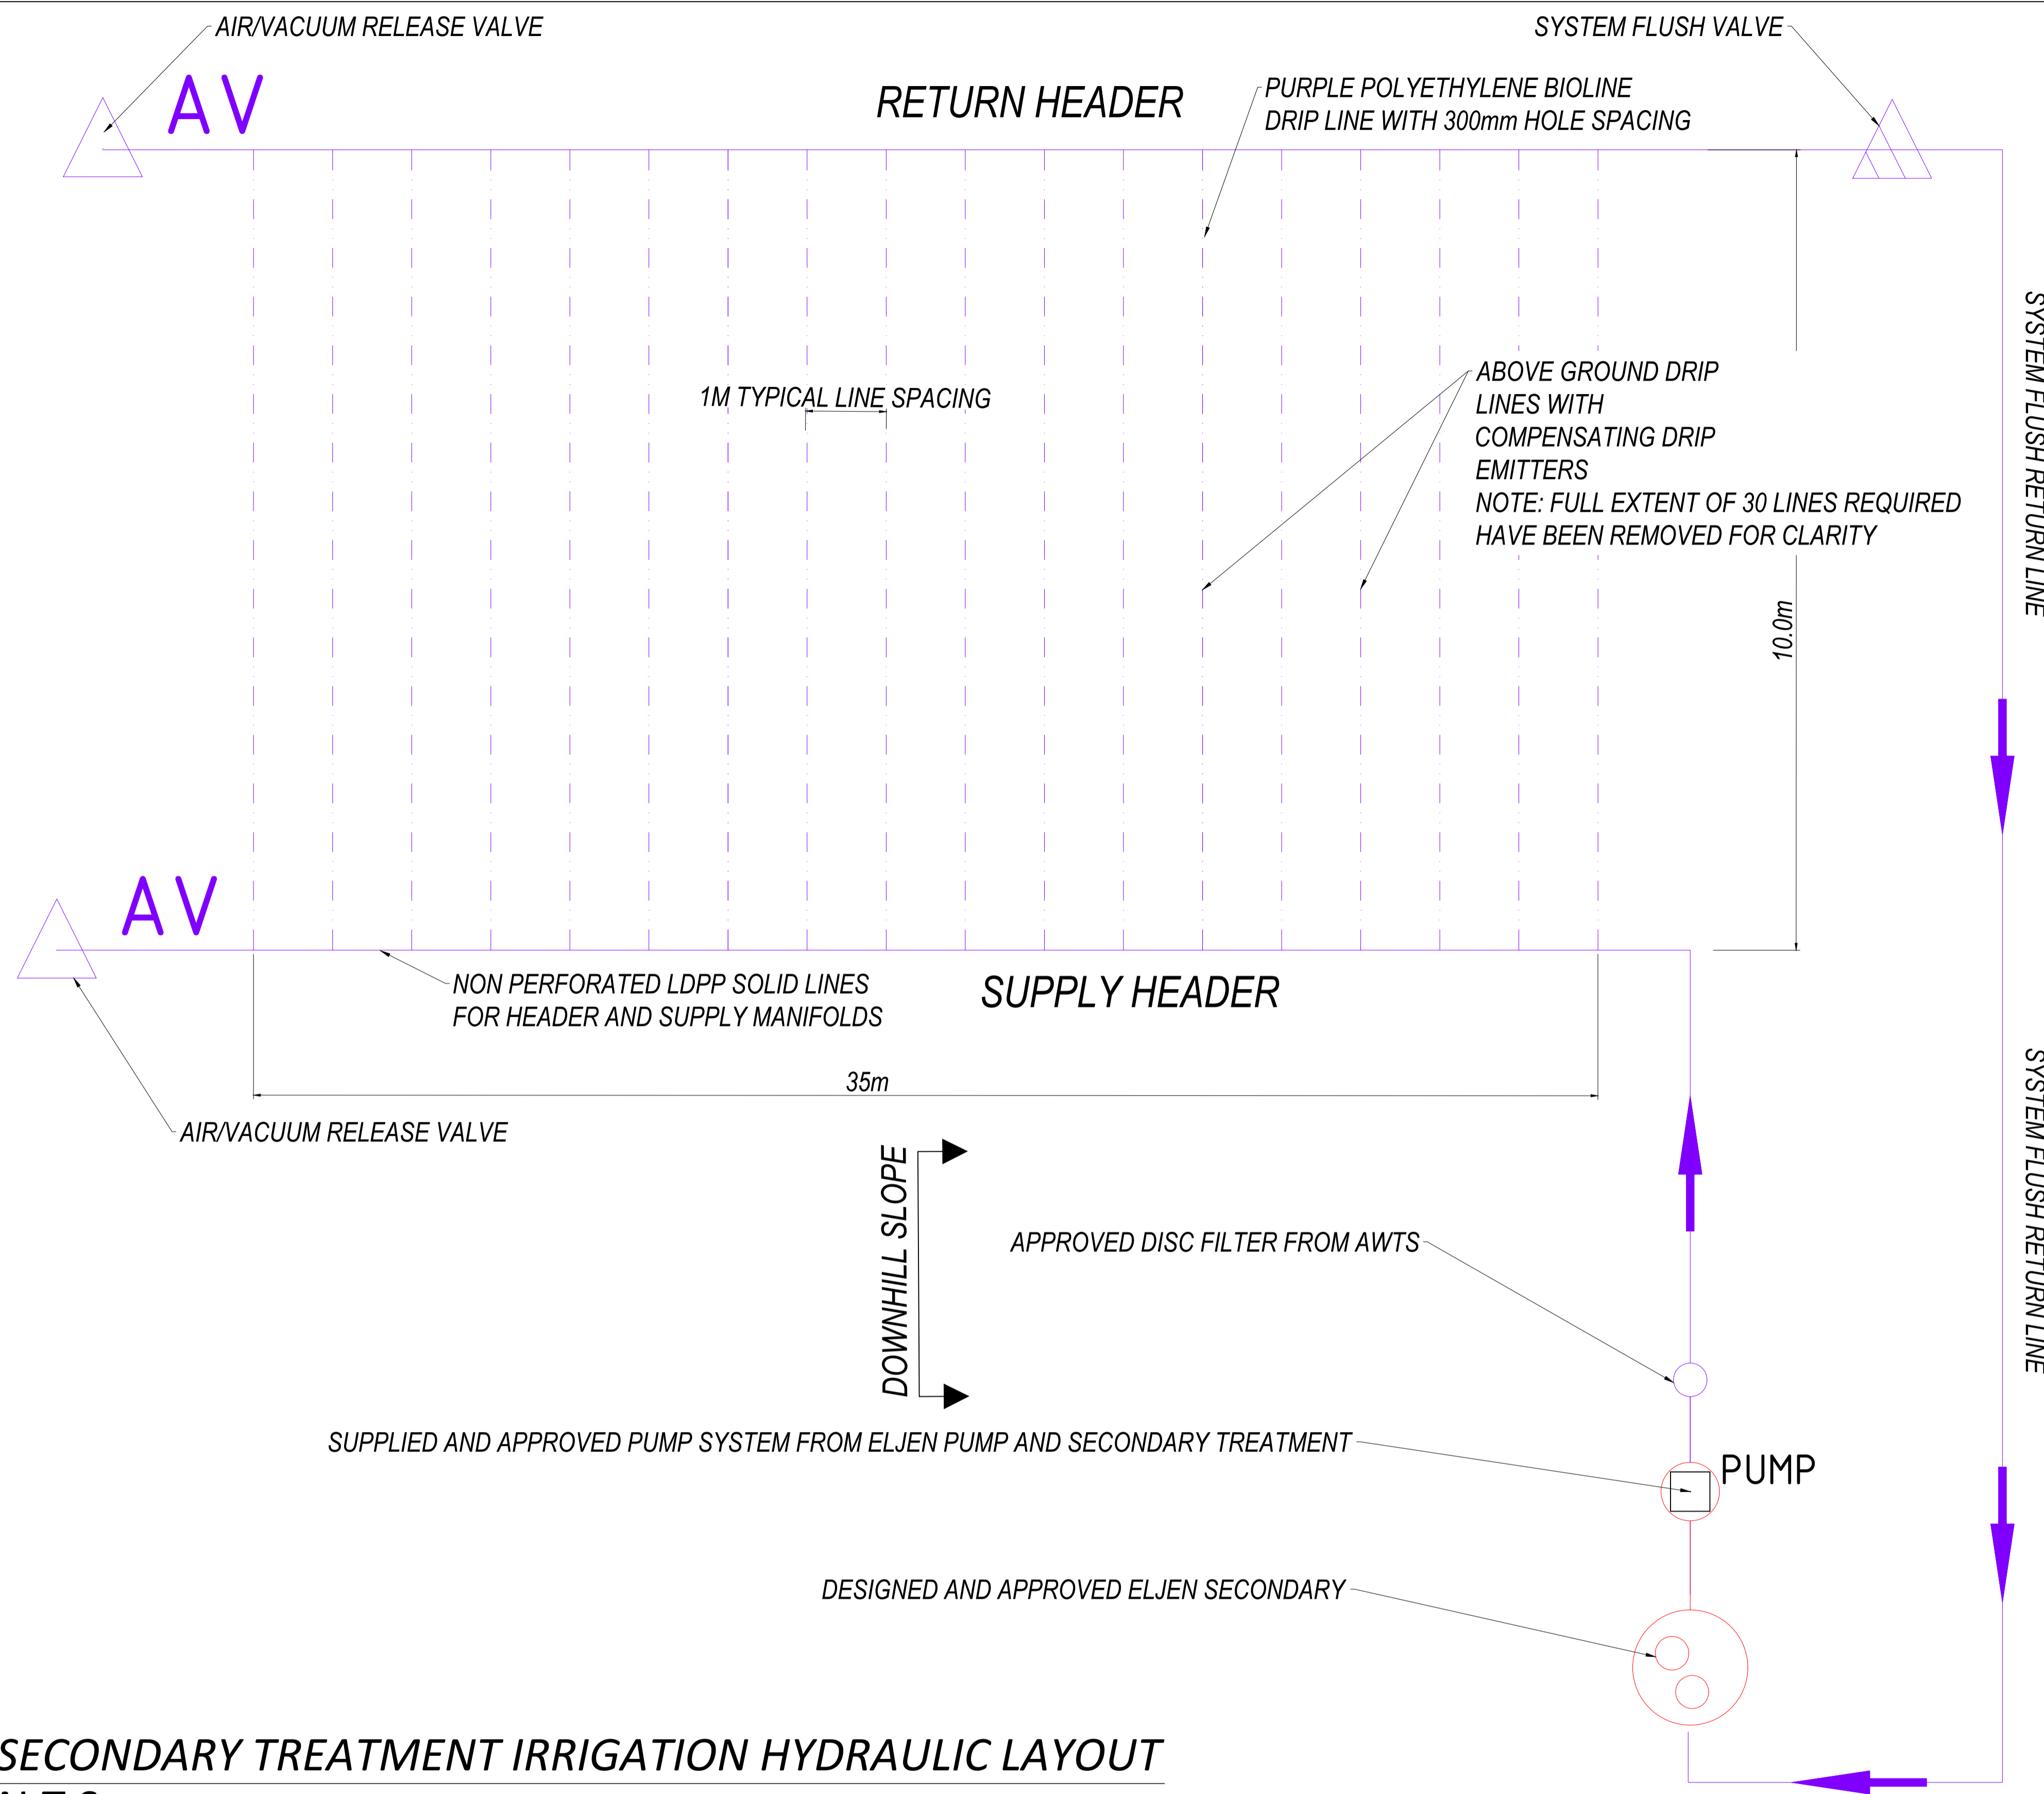 AIR/VACUUM RELEASE VALVE
SYSTEM FLUSH VALVE
AV
RETURN HEADER
PURPLE POLYETHYLENE BIOLINE
DRIP LINE WITH 300mm HOLE SPACING
1M TYPICAL LINE SPACING
ABOVE GROUND DRIP
LINES WITH
COMPENSATING DRIP
EMITTERS
NOTE: FULL EXTENT OF 30 LINES REQUIRED
HAVE BEEN REMOVED FOR CLARITY
SYSTEM FLUSH RETURN LINE
10.0m
AV
NON PERFORATED LDPP SOLID LINES
FOR HEADER AND SUPPLY MANIFOLDS
SUPPLY HEADER
35m
AIR/VACUUM RELEASE VALVE
DOWNHILL SLOPE
SYSTEM FLUSH RETURN LINE
APPROVED DISC FILTER FROM AWTS
SUPPLIED AND APPROVED PUMP SYSTEM FROM ELJEN PUMP AND SECONDARY TREATMENT
PUMP
DESIGNED AND APPROVED ELJEN SECONDARY
SECONDARY TREATMENT IRRIGATION HYDRAULIC LAYOUT